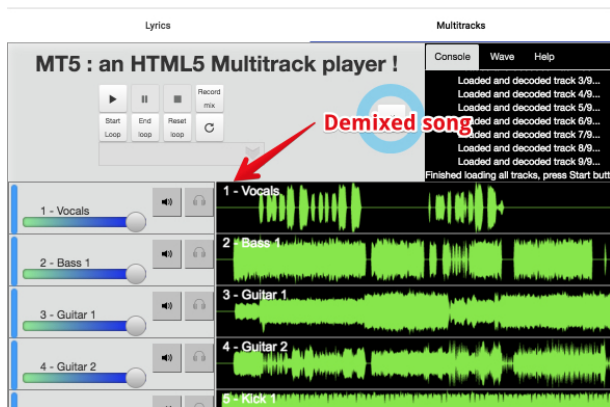 Lyrics
Multitracks
MT5 : an HTML5 Multitrack player !
Record
mix
Start
Loop
End
loop
Reset
loop
Demixed song
Console
Wave
Help
Loaded and decoded track 3/9...
Loaded and decoded track 4/9...
Loaded and decoded track 5/9...
Loaded and decoded track 6/9...
Loaded and decoded track 7/9...
Loaded and decoded track 8/9...
Loaded and decoded track 9/9...
Finished loading all tracks, press Start butt
1 - Vocals
1 - Vocals
2 - Bass 1
2 - Bass 1
3 - Guitar 1
3 - Guitar 1
4 - Guitar 2
4 - Guitar 2
5 - Kick 1